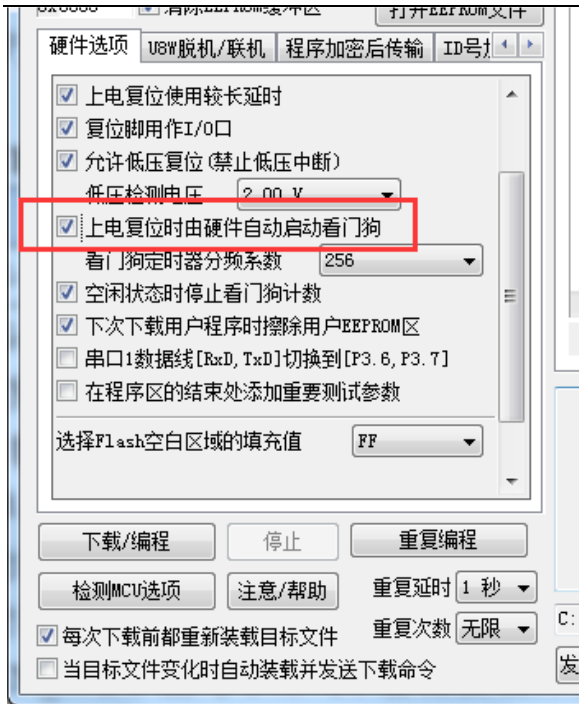 0x0000 清除EEPROM缓冲区 打开EEPROM文件
硬件选项 U8W脱机/联机 程序加密后传输 ID号
上电复位使用较长延时
复位脚用作I/O口
允许低压复位(禁止低压中断)
低压检测电压 2.00 V
上电复位时由硬件自动启动看门狗
看门狗定时器分频系数 256
空闲状态时停止看门狗计数
下次下载用户程序时擦除用户EEPROM区
串口1数据线[RxD,TxD]切换到[P3.6,P3.7]
在程序区的结束处添加重要测试参数
选择Flash空白区域的填充值 FF
下载/编程 停止 重复编程
检测MCU选项 注意/帮助 重复延时 1 秒
每次下载前都重新装载目标文件 重复次数 无限 C:
当目标文件变化时自动装载并发送下载命令 发